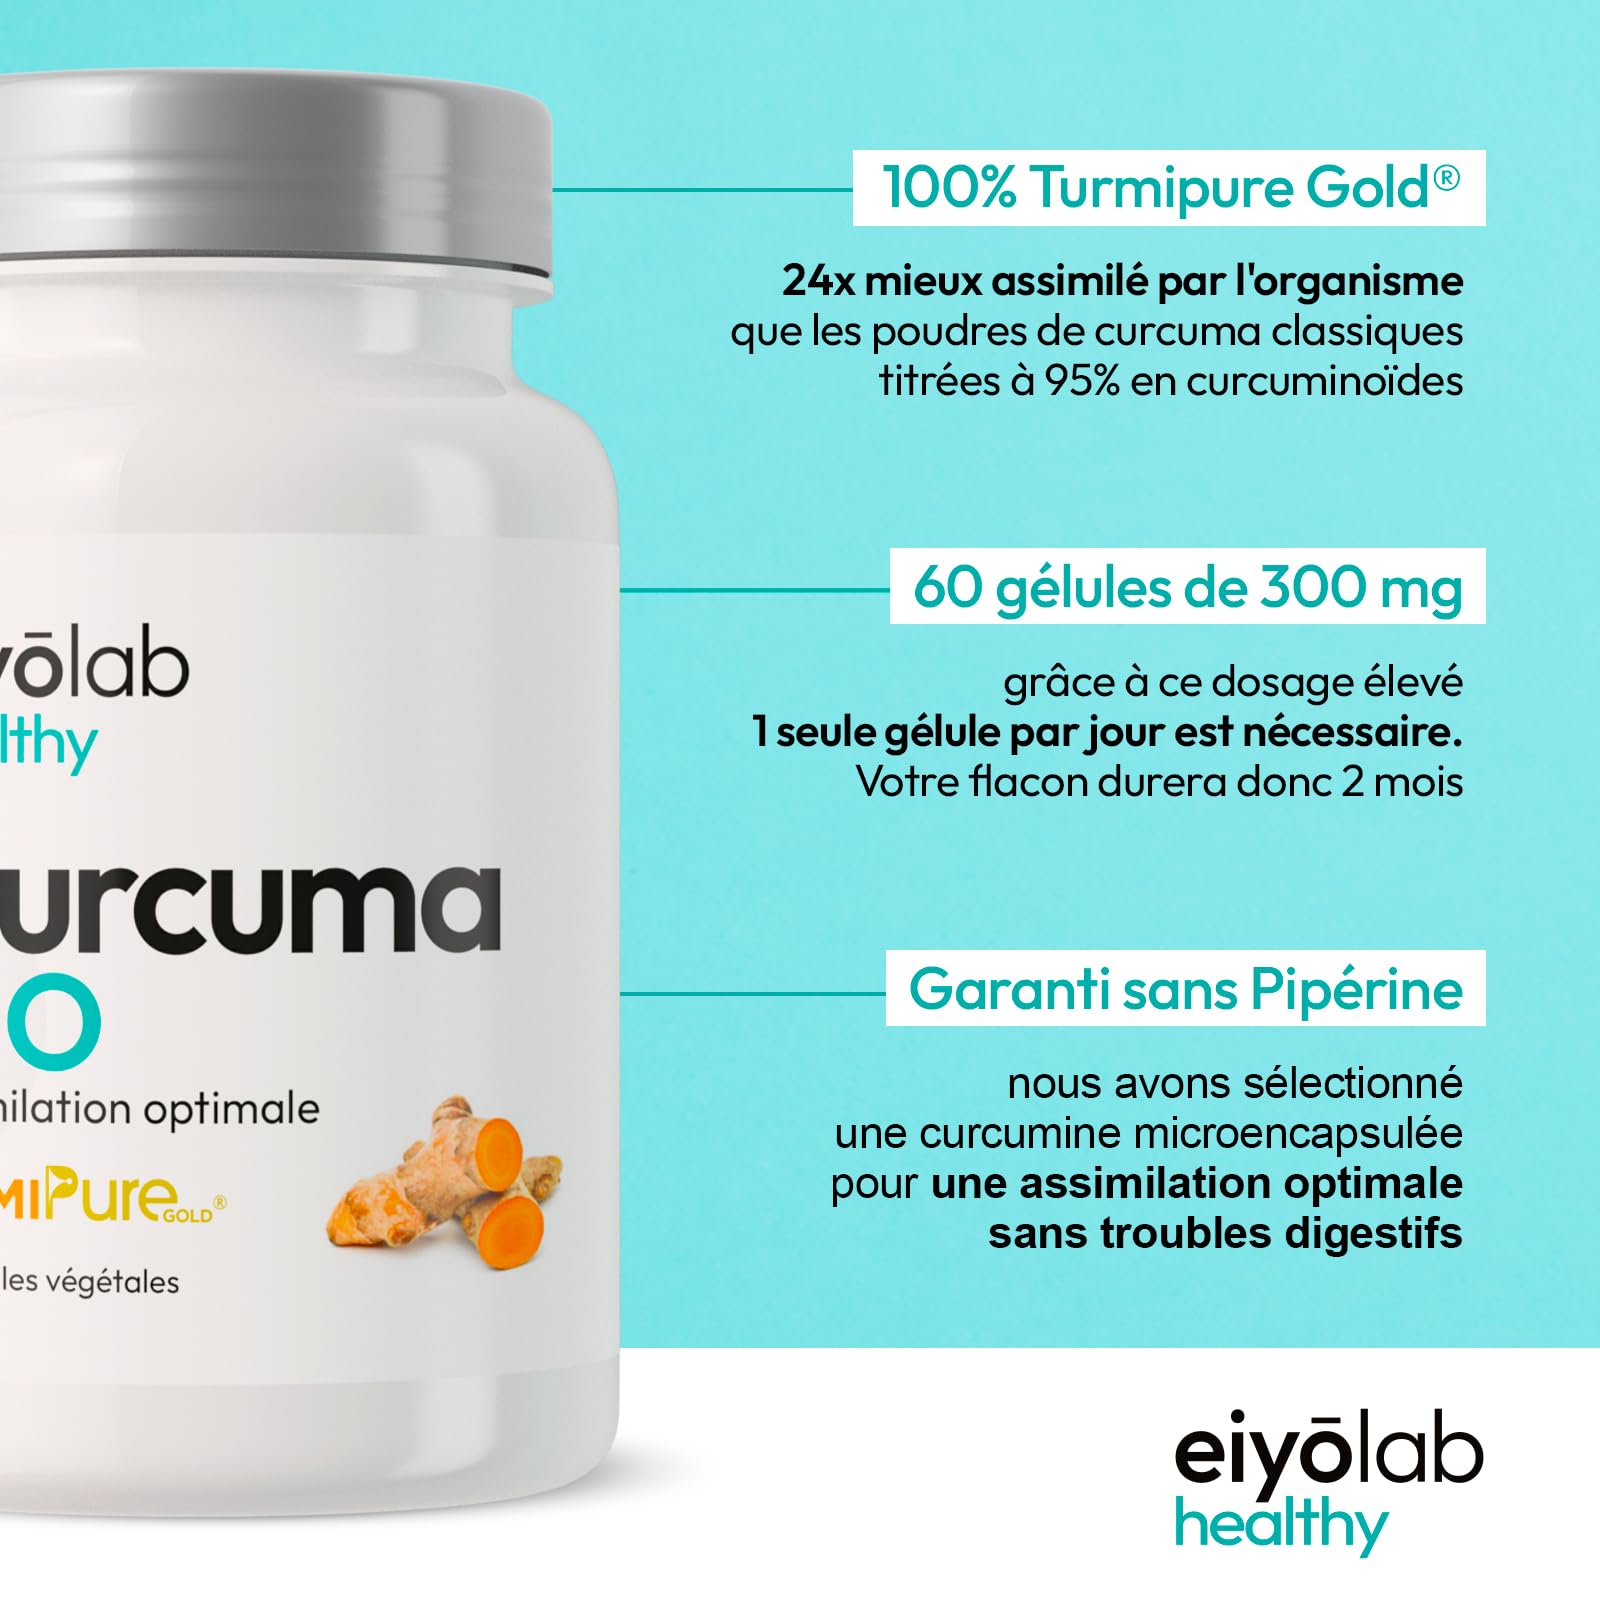 100% Turmipure Gold®
24x mieux assimilé par l'organisme
que les poudres de curcuma classiques
titrées à 95% en curcuminoïdes
60 gélules de 300 mg
grâce à ce dosage élevé
1 seule gélule par jour est nécessaire.
Votre flacon durera donc 2 mois
Garanti sans Pipérine
nous avons sélectionné
une curcumine microencapsulée
pour une assimilation optimale
sans troubles digestifs
yōlab
lthy
urcuma
O
ilation optimale
MIPure GOLD®
les végétales
eiyōlab
healthy